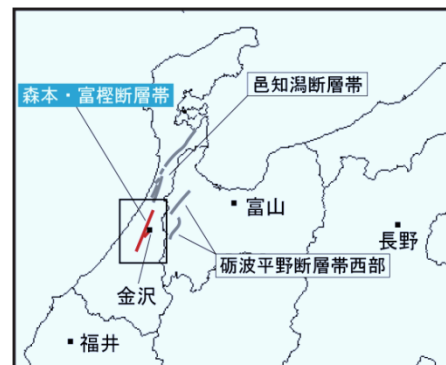 邑知潟断層帯
森本・富樫断層帯
富山
長野
砺波平野断層帯西部
金沢
福井